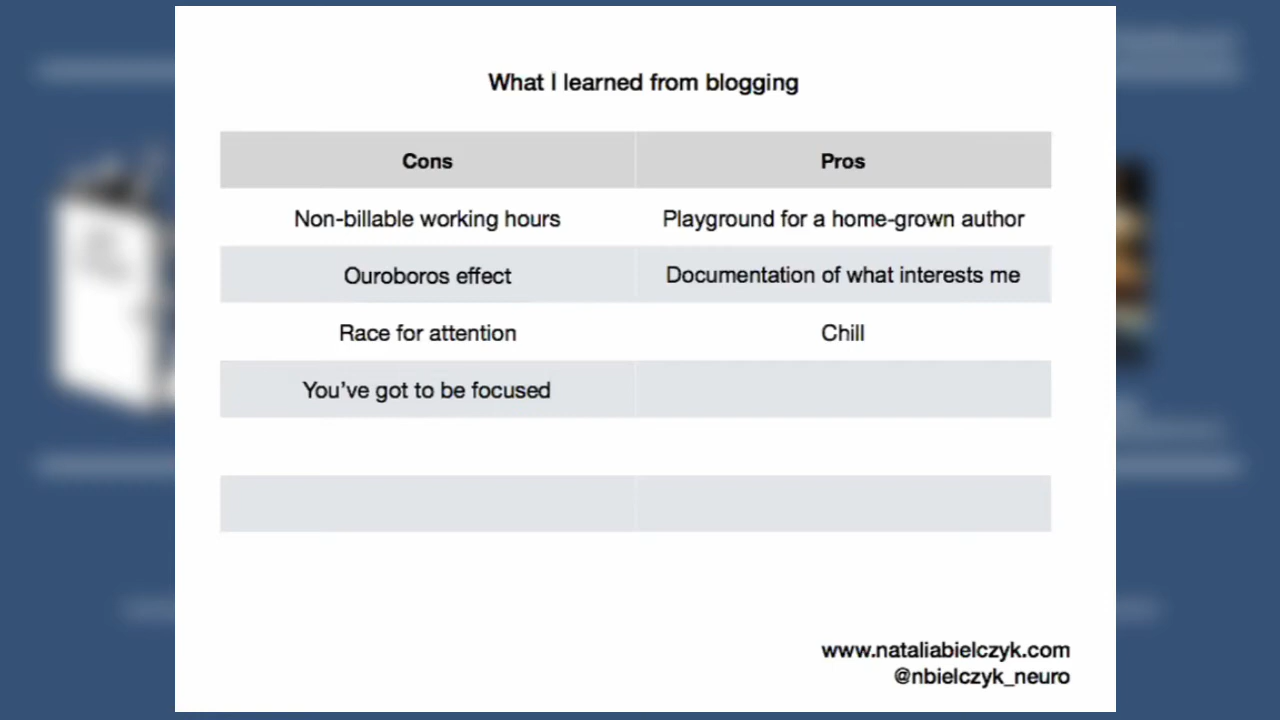 What I learned from blogging
Cons Pros
Non-billable working hours Playground for a home-grown author
Ouroboros effect Documentation of what interests me
Race for attention Chill
You've got to be focused
www.nataliabielczyk.com
@nbielczyk_neuro